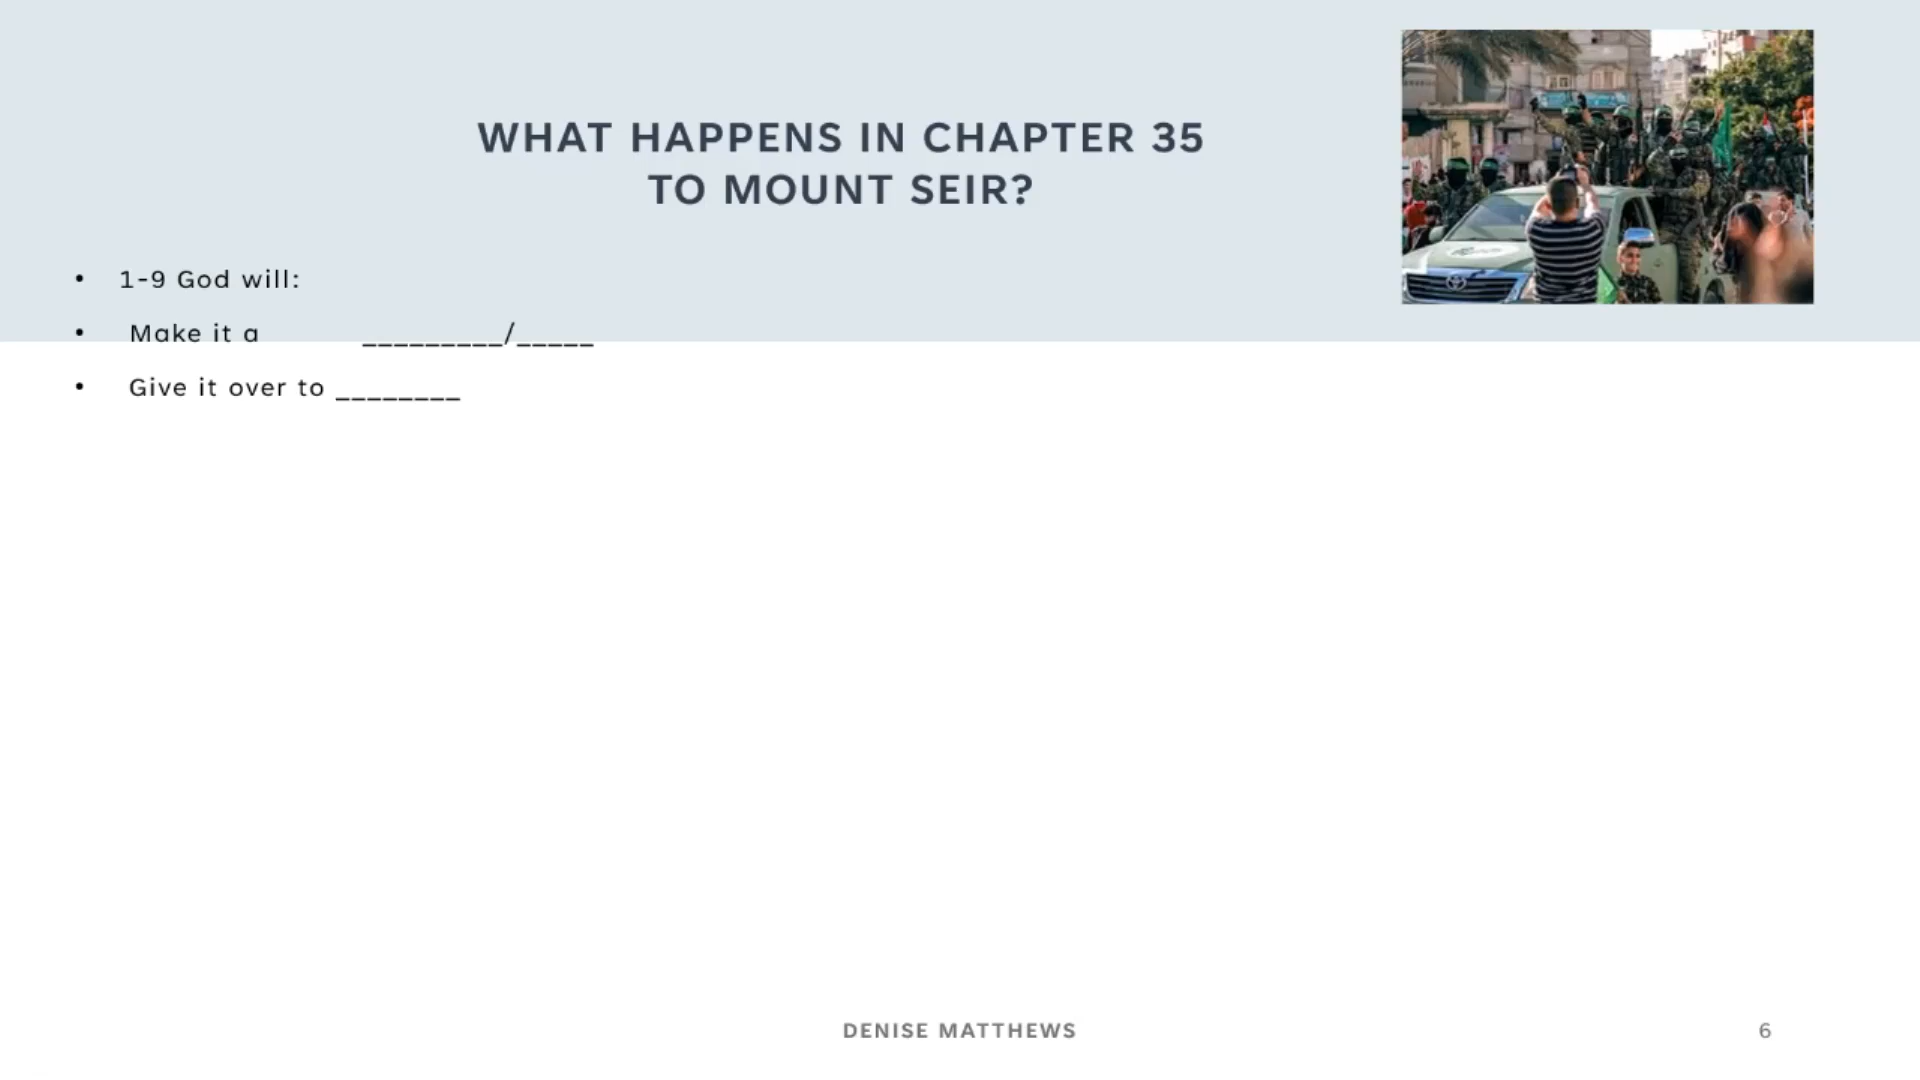 WHAT HAPPENS IN CHAPTER 35
TO MOUNT SEIR?
• 1-9 God will:
• Make it a _________/_____
• Give it over to ________
DENISE MATTHEWS
6